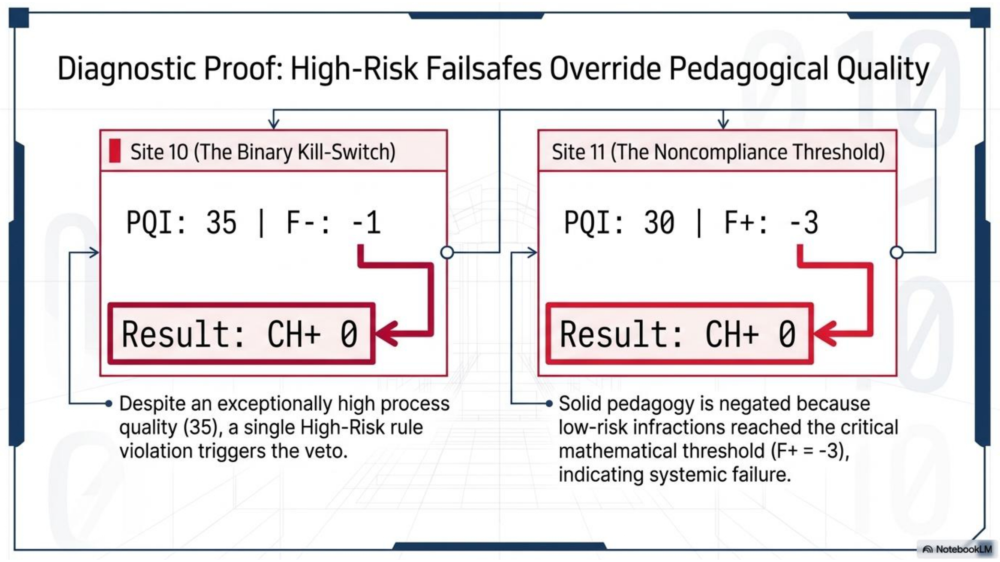 Diagnostic Proof: High-Risk Failsafes Override Pedagogical Quality
Site 10 (The Binary Kill-Switch)
PQI: 35 | F-: -1
Result: CH+ 0
Despite an exceptionally high process
quality (35), a single High-Risk rule
violation triggers the veto.
Site 11 (The Noncompliance Threshold)
PQI: 30 | F+: -3
Result: CH+ 0
Solid pedagogy is negated because
low-risk infractions reached the critical
mathematical threshold (F+ = -3),
indicating systemic failure.
NotebookLM